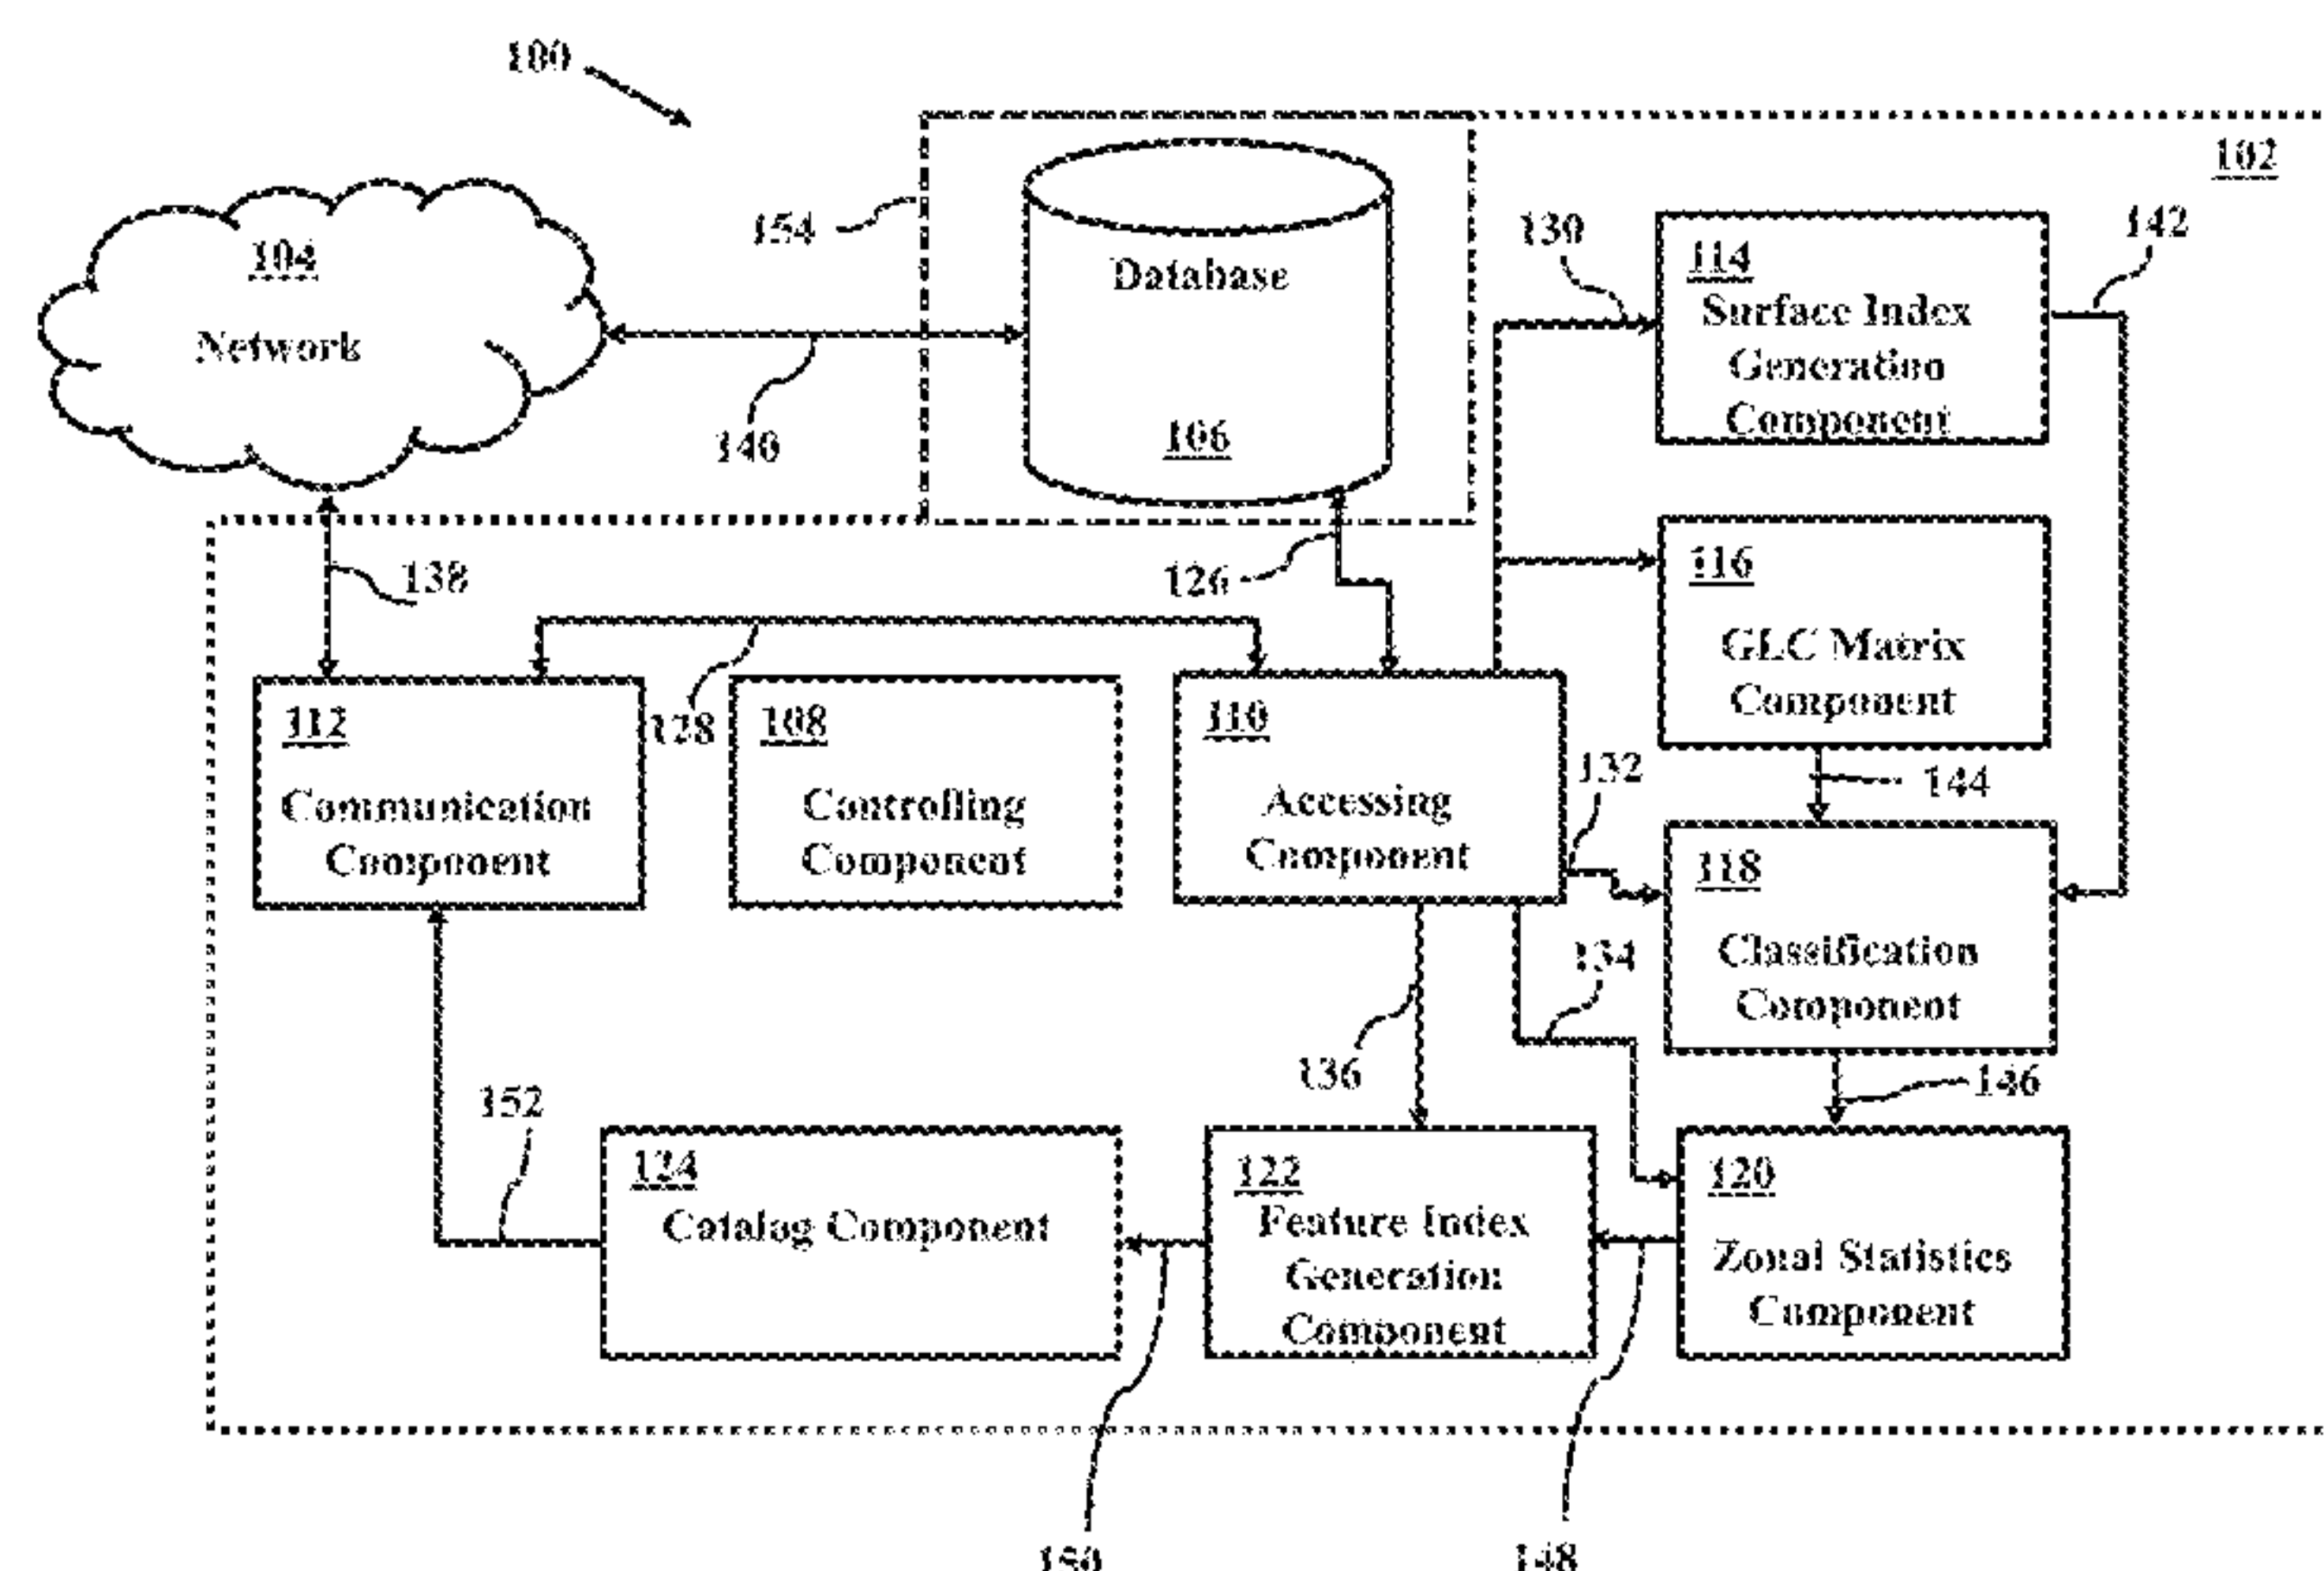 100
102
104
Network
154
Database
106
140
130
114
Surface Index
Generation
Component
142
138
126
116
GLC Matrix
Component
128
112
Communication
Component
108
Controlling
Component
110
Accessing
Component
132
144
118
Classification
Component
134
136
146
152
124
Catalog Component
122
Feature Index
Generation
Component
120
Zonal Statistics
Component
150
148